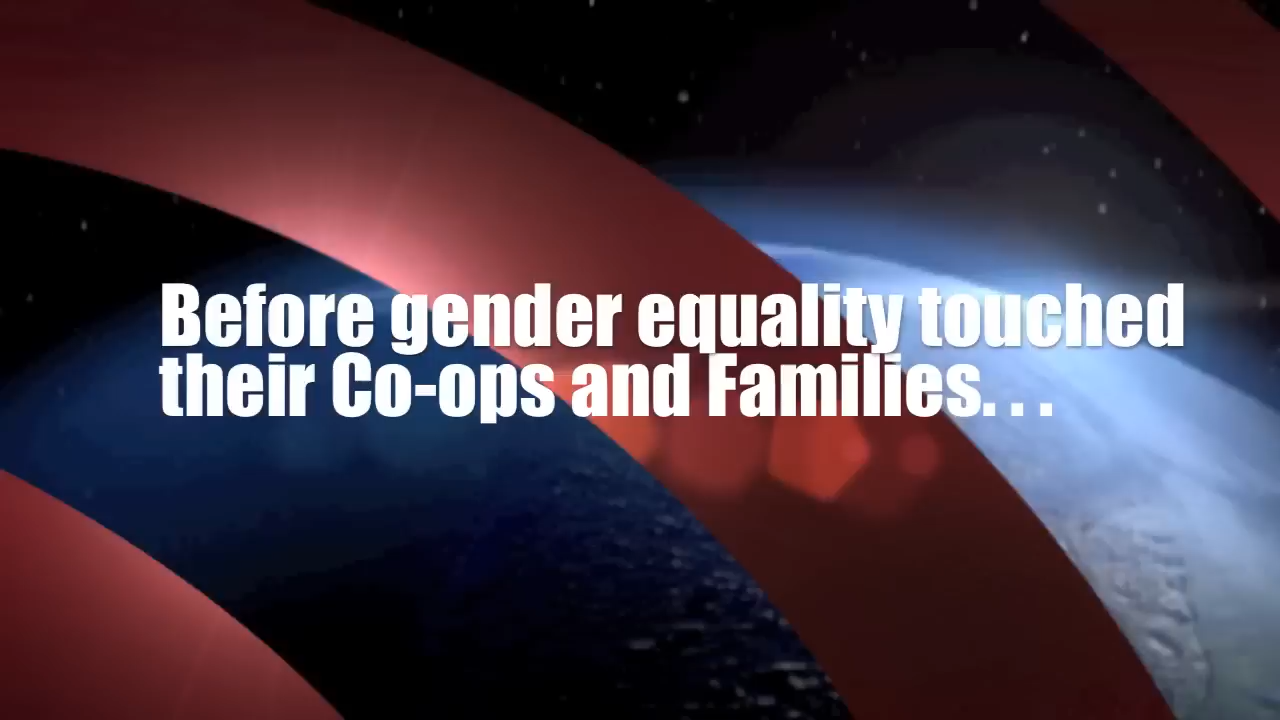 Before gender equality touched
their Co-ops and Families. . .